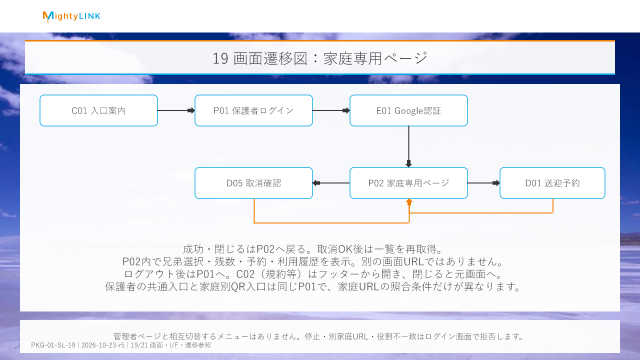 MightyLINK
19 画面遷移図：家庭専用ページ
C01 入口案内
P01 保護者ログイン
E01 Google認証
D05 取消確認
P02 家庭専用ページ
D01 送迎予約
成功・閉じるはP02へ戻る。取消OK後は一覧を再取得。
P02内で兄弟選択・残数・予約・利用履歴を表示。別の画面URLではありません。
ログアウト後はP01へ。C02（規約等）はフッターから開き、閉じると元画面へ。
保護者の共通入口と家庭別QR入口は同じP01で、家庭URLの照合条件だけが異なります。
管理者ページと相互切替するメニューはありません。停止・別家庭URL・役割不一致はログイン画面で拒否します。
PKG-01-SL-19 | 2026-10-23-r5 | 19/21 画面・I/F・遷移参照